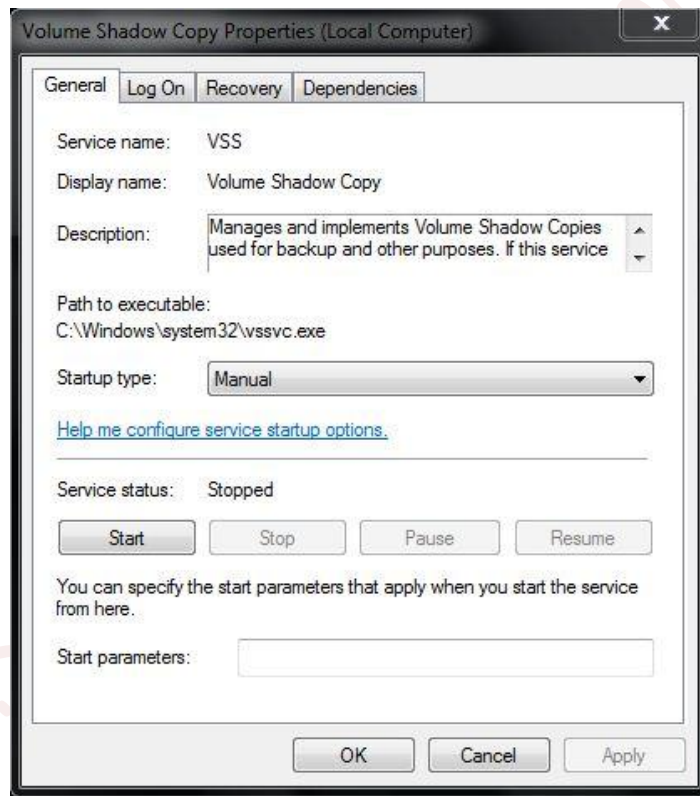 Volume Shadow Copy Properties (Local Computer)
General Log On Recovery Dependencies
Service name: VSS
Display name: Volume Shadow Copy
Description: Manages and implements Volume Shadow Copies
used for backup and other purposes. If this service
Path to executable:
C:\Windows\system32\vssvc.exe
Startup type: Manual
Help me configure service startup options.
Service status: Stopped
Start Stop Pause Resume
You can specify the start parameters that apply when you start the service
from here.
Start parameters:
OK Cancel Apply